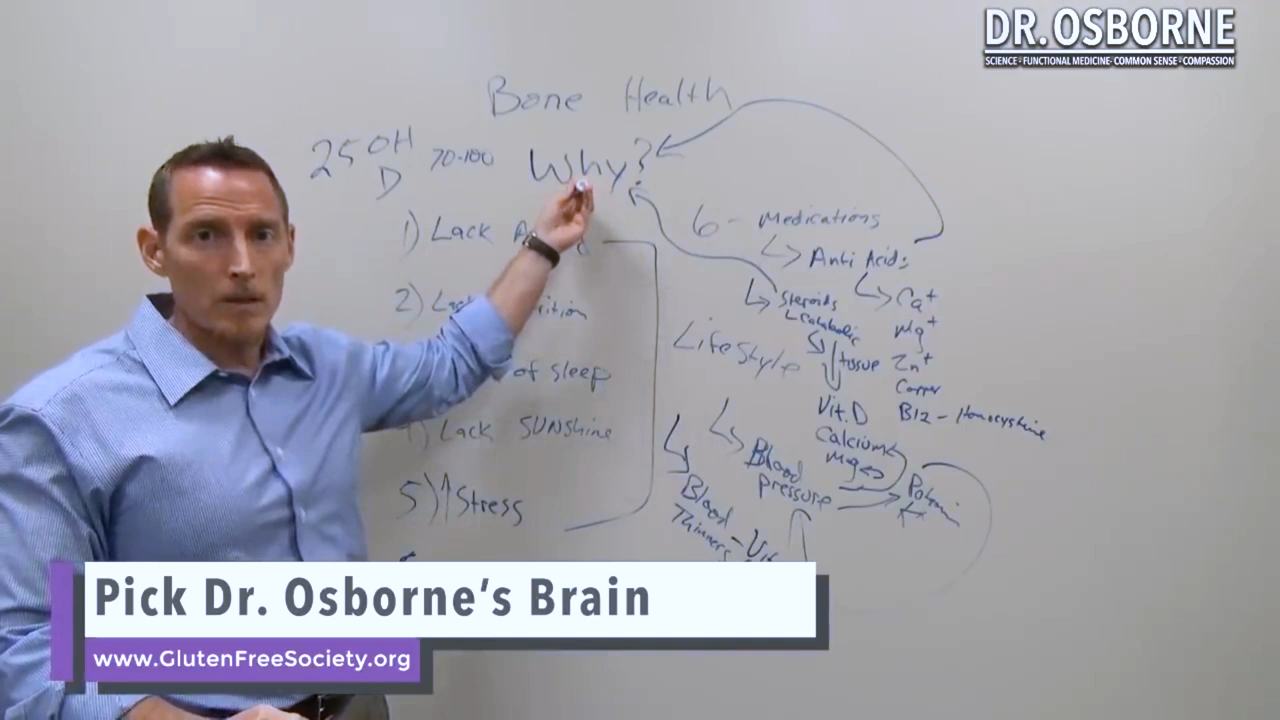 DR. OSBORNE
SCIENCE - FUNCTIONAL MEDICINE - COMMON SENSE - COMPASSION
Bone Health
25 OH D 70-100
Why?
1) Lack
2)
of sleep
Lack SUNShine
5) ↑ Stress
6 - Medications
Anti Acids
Ca+
Mg+
Zn+
Copper
B12 - Homocysteine
Steroids
Catabolic
tissue
Vit. D
Calcium
Mg
Lifestyle
Blood pressure
K+
Blood Thinners -
Pick Dr. Osborne's Brain
www.GlutenFreeSociety.org